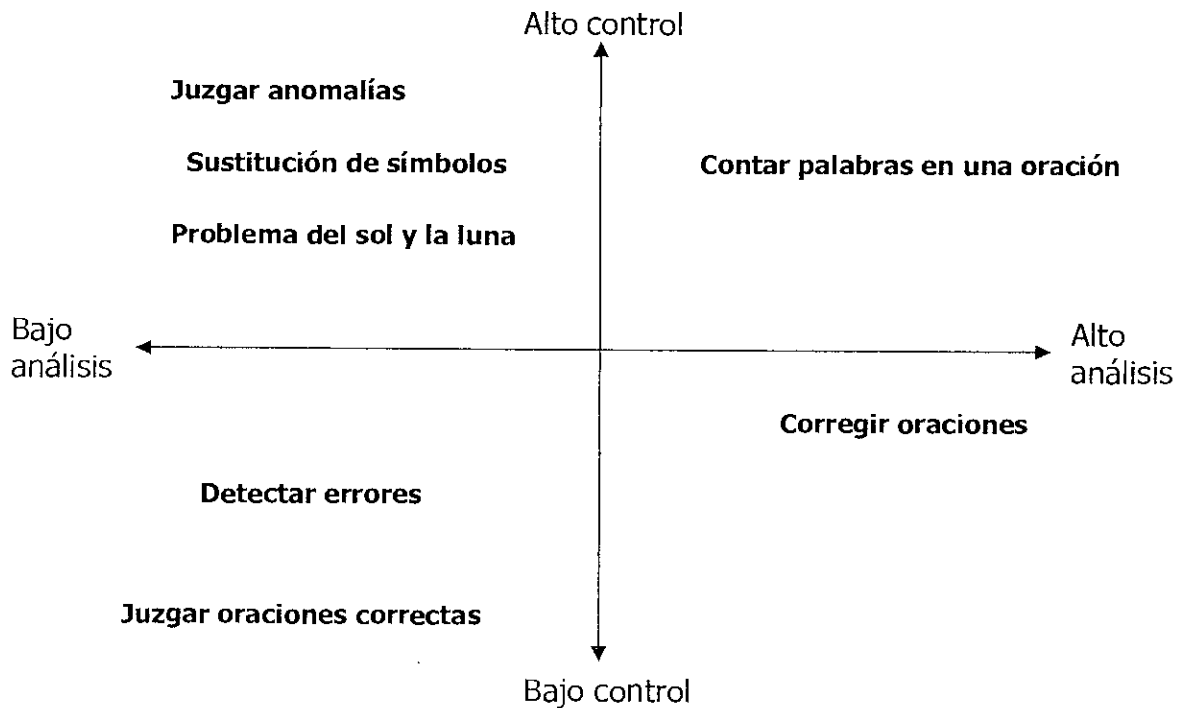 Alto control
Juzgar anomalías
Sustitución de símbolos
Contar palabras en una oración
Problema del sol y la luna
Bajo
análisis
Alto
análisis
Corregir oraciones
Detectar errores
Juzgar oraciones correctas
Bajo control